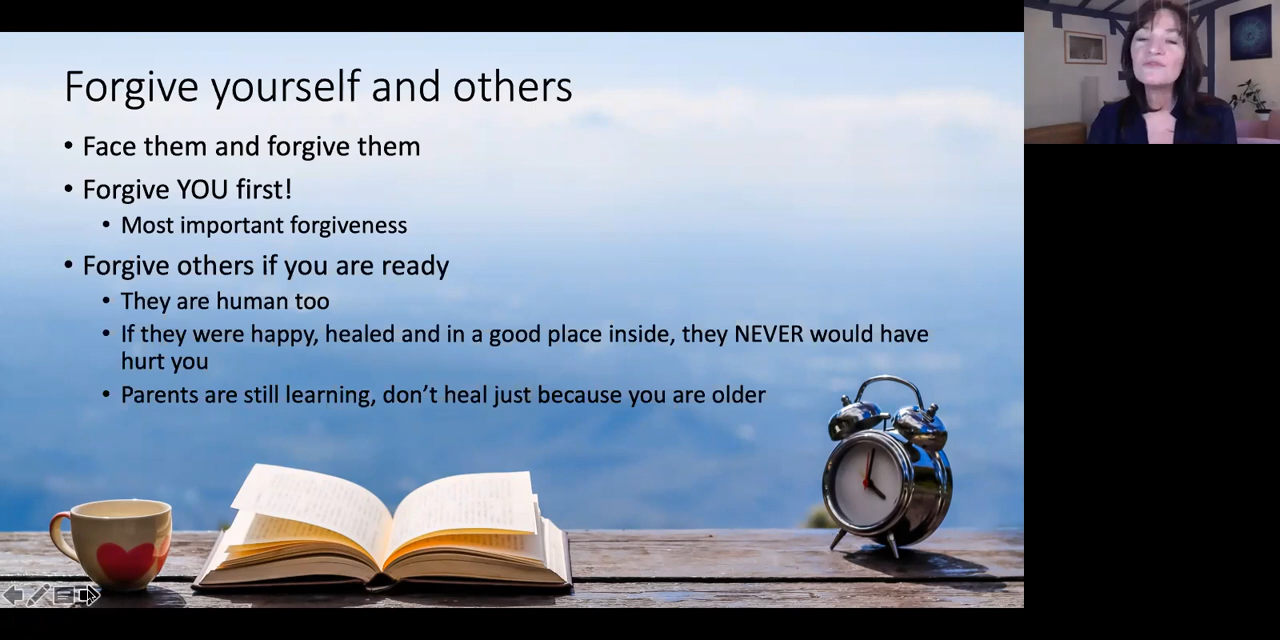 Forgive yourself and others
• Face them and forgive them
• Forgive YOU first!
• Most important forgiveness
• Forgive others if you are ready
• They are human too
• If they were happy, healed and in a good place inside, they NEVER would have
hurt you
• Parents are still learning, don’t heal just because you are older